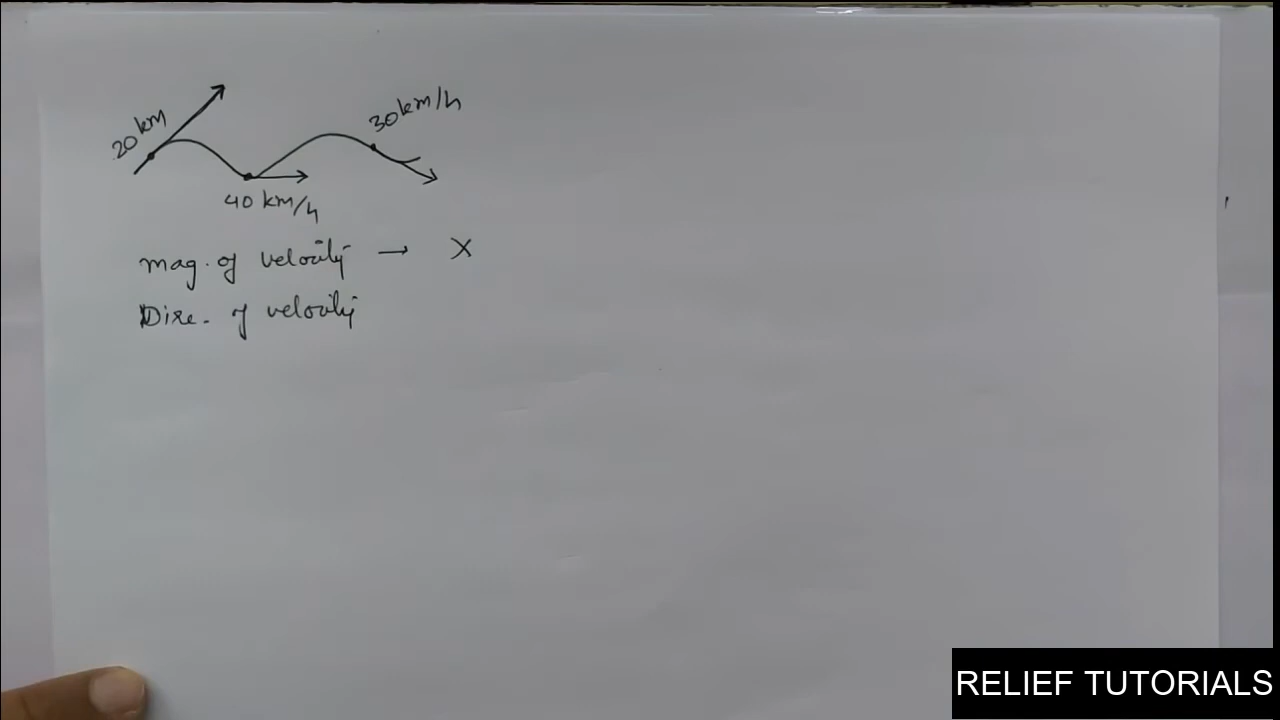 20 km
30 km/h
40 km/h
mag. of velocity → X
Dire. of velocity
RELIEF TUTORIALS